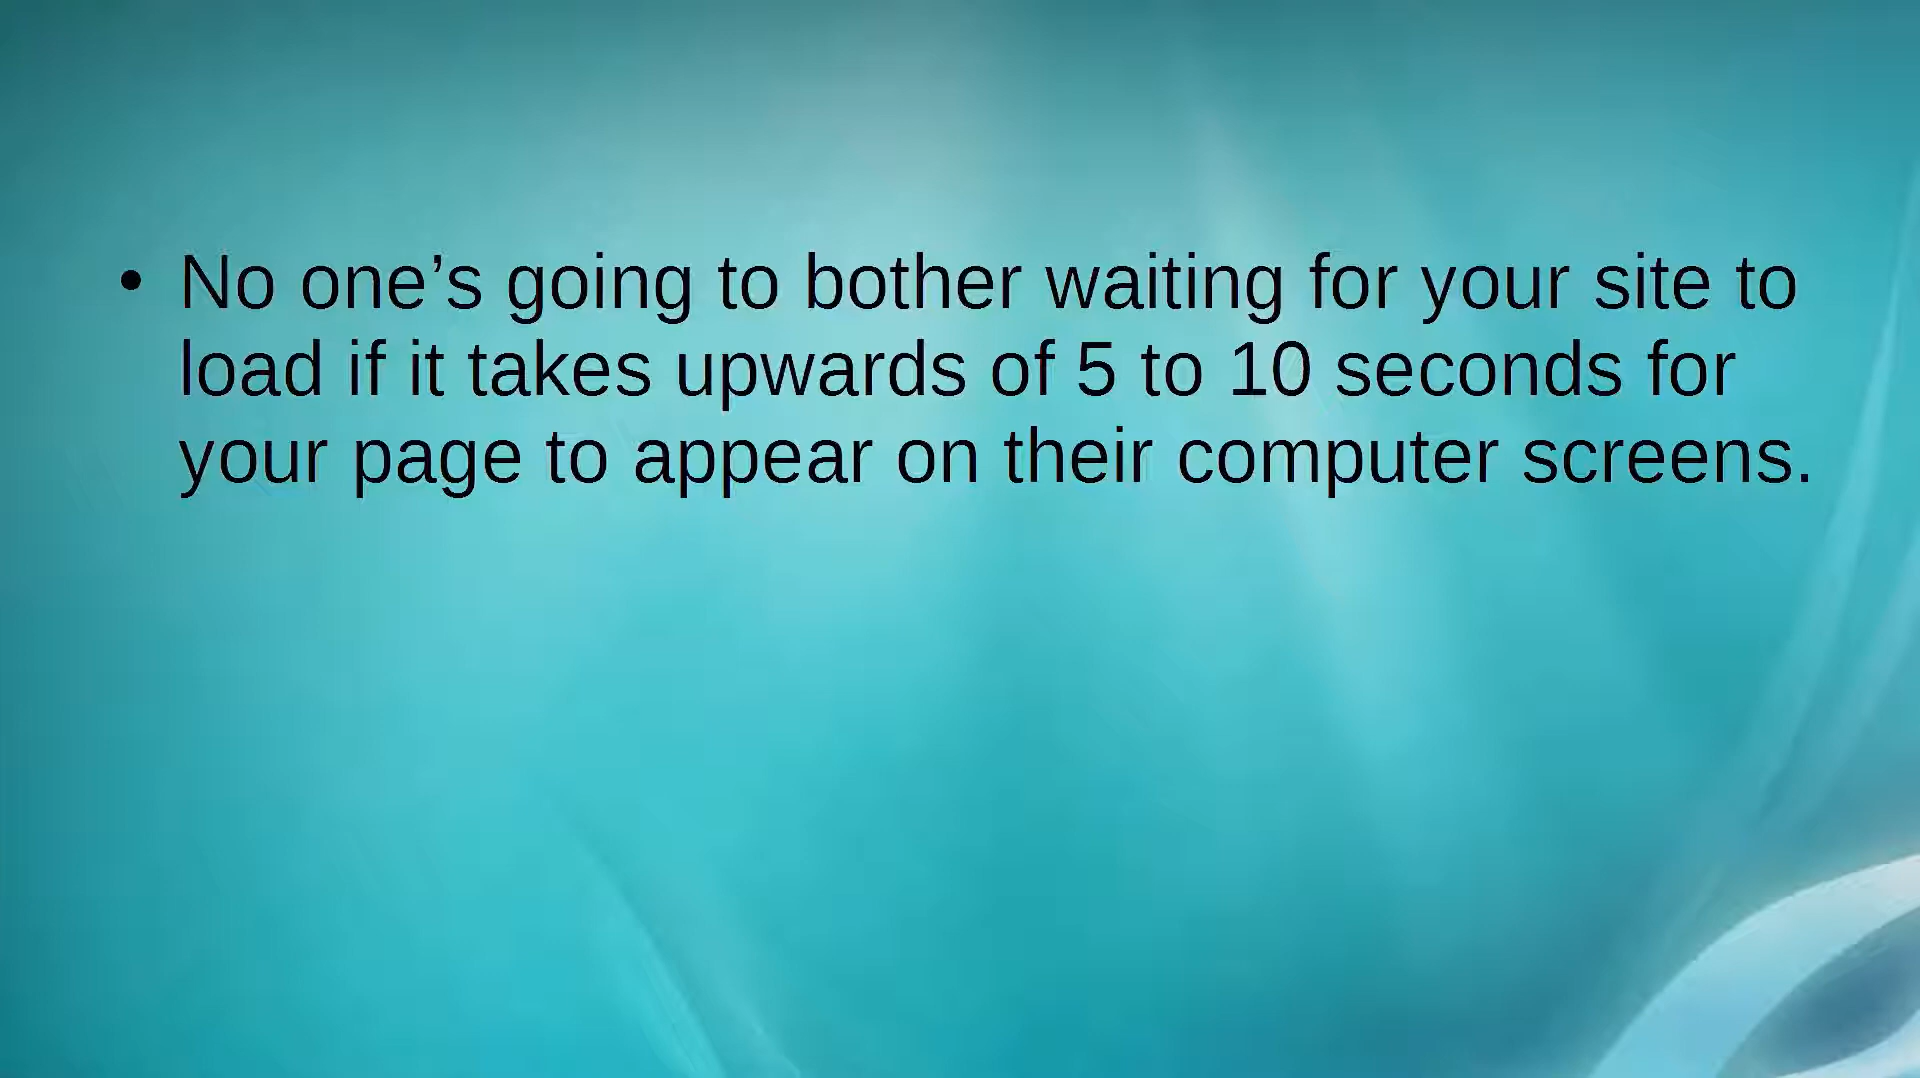 • No one’s going to bother waiting for your site to
load if it takes upwards of 5 to 10 seconds for
your page to appear on their computer screens.